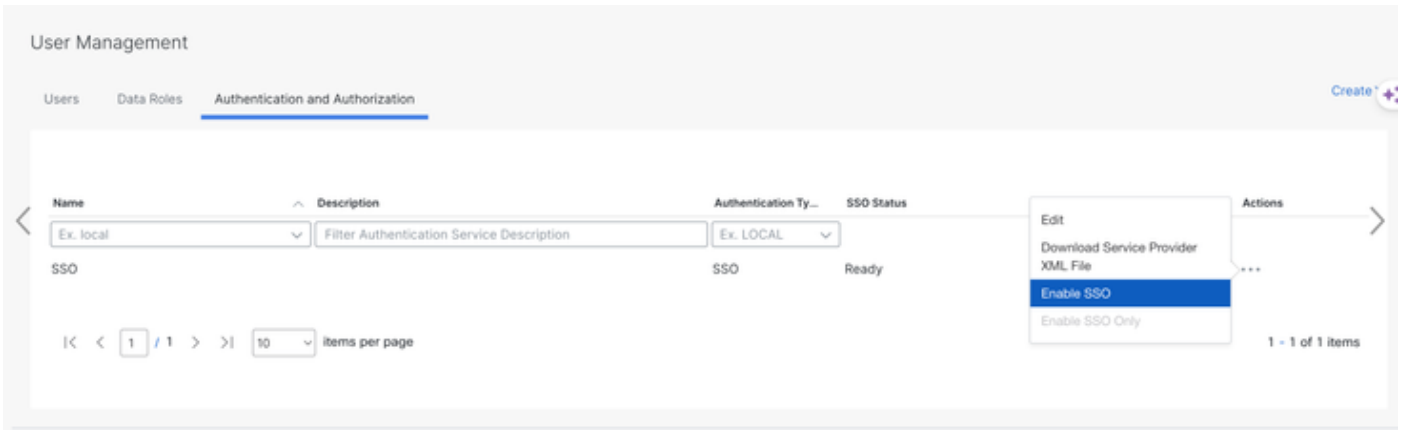 User Management
Users Data Roles Authentication and Authorization Create
Name Description Authentication Ty... SSO Status Actions
Ex. local Filter Authentication Service Description Ex. LOCAL
Edit
Download Service Provider
XML File
SSO SSO Ready ...
Enable SSO
Enable SSO Only
1 / 1 10 items per page 1 - 1 of 1 items